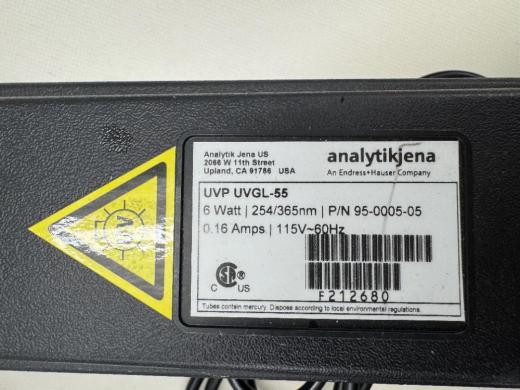 Analytik Jena US
2066 W 11th Street
Upland, CA 91786 USA
analytikjena
An Endress+Hauser Company
UVP UVGL-55
6 Watt | 254/365nm | P/N 95-0005-05
0.16 Amps | 115V~60Hz
C US
F212680
Tubes contain mercury. Dispose according to local environmental regulations.
UV